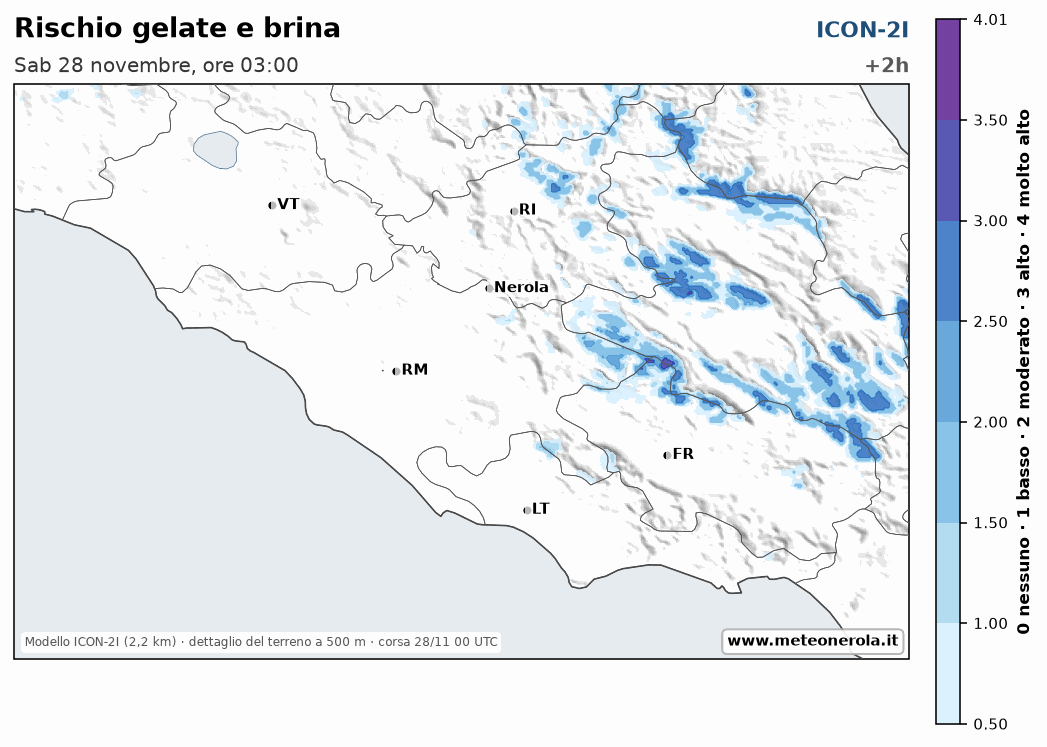 Rischio gelate e brina
ICON-2I
Sab 28 novembre, ore 03:00
+2h
4.01
3.50
3.00
2.50
2.00
1.50
1.00
0.50
0 nessuno · 1 basso · 2 moderato · 3 alto · 4 molto alto
VT
RI
Nerola
RM
FR
LT
Modello ICON-2I (2,2 km) · dettaglio del terreno a 500 m · corsa 28/11 00 UTC
www.meteonerola.it